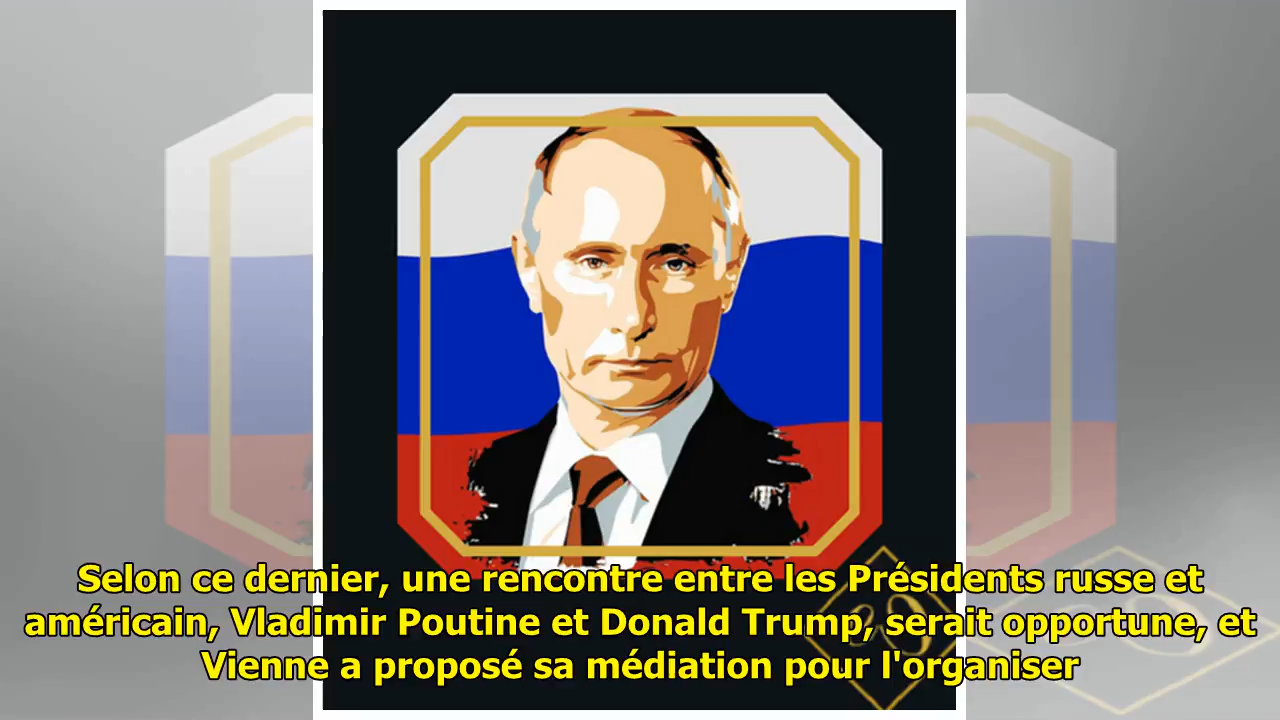 Selon ce dernier, une rencontre entre les Présidents russe et
américain, Vladimir Poutine et Donald Trump, serait opportune, et
Vienne a proposé sa médiation pour l'organiser